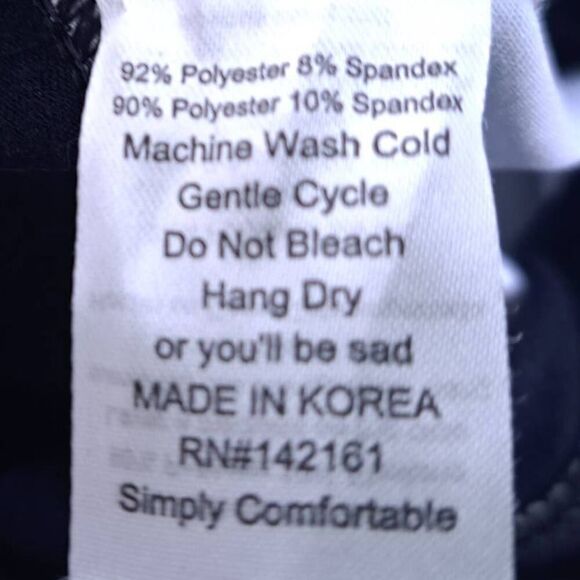 92% Polyester 8% Spandex
90% Polyester 10% Spandex
Machine Wash Cold
Gentle Cycle
Do Not Bleach
Hang Dry
or you'll be sad
MADE IN KOREA
RN#142161
Simply Comfortable